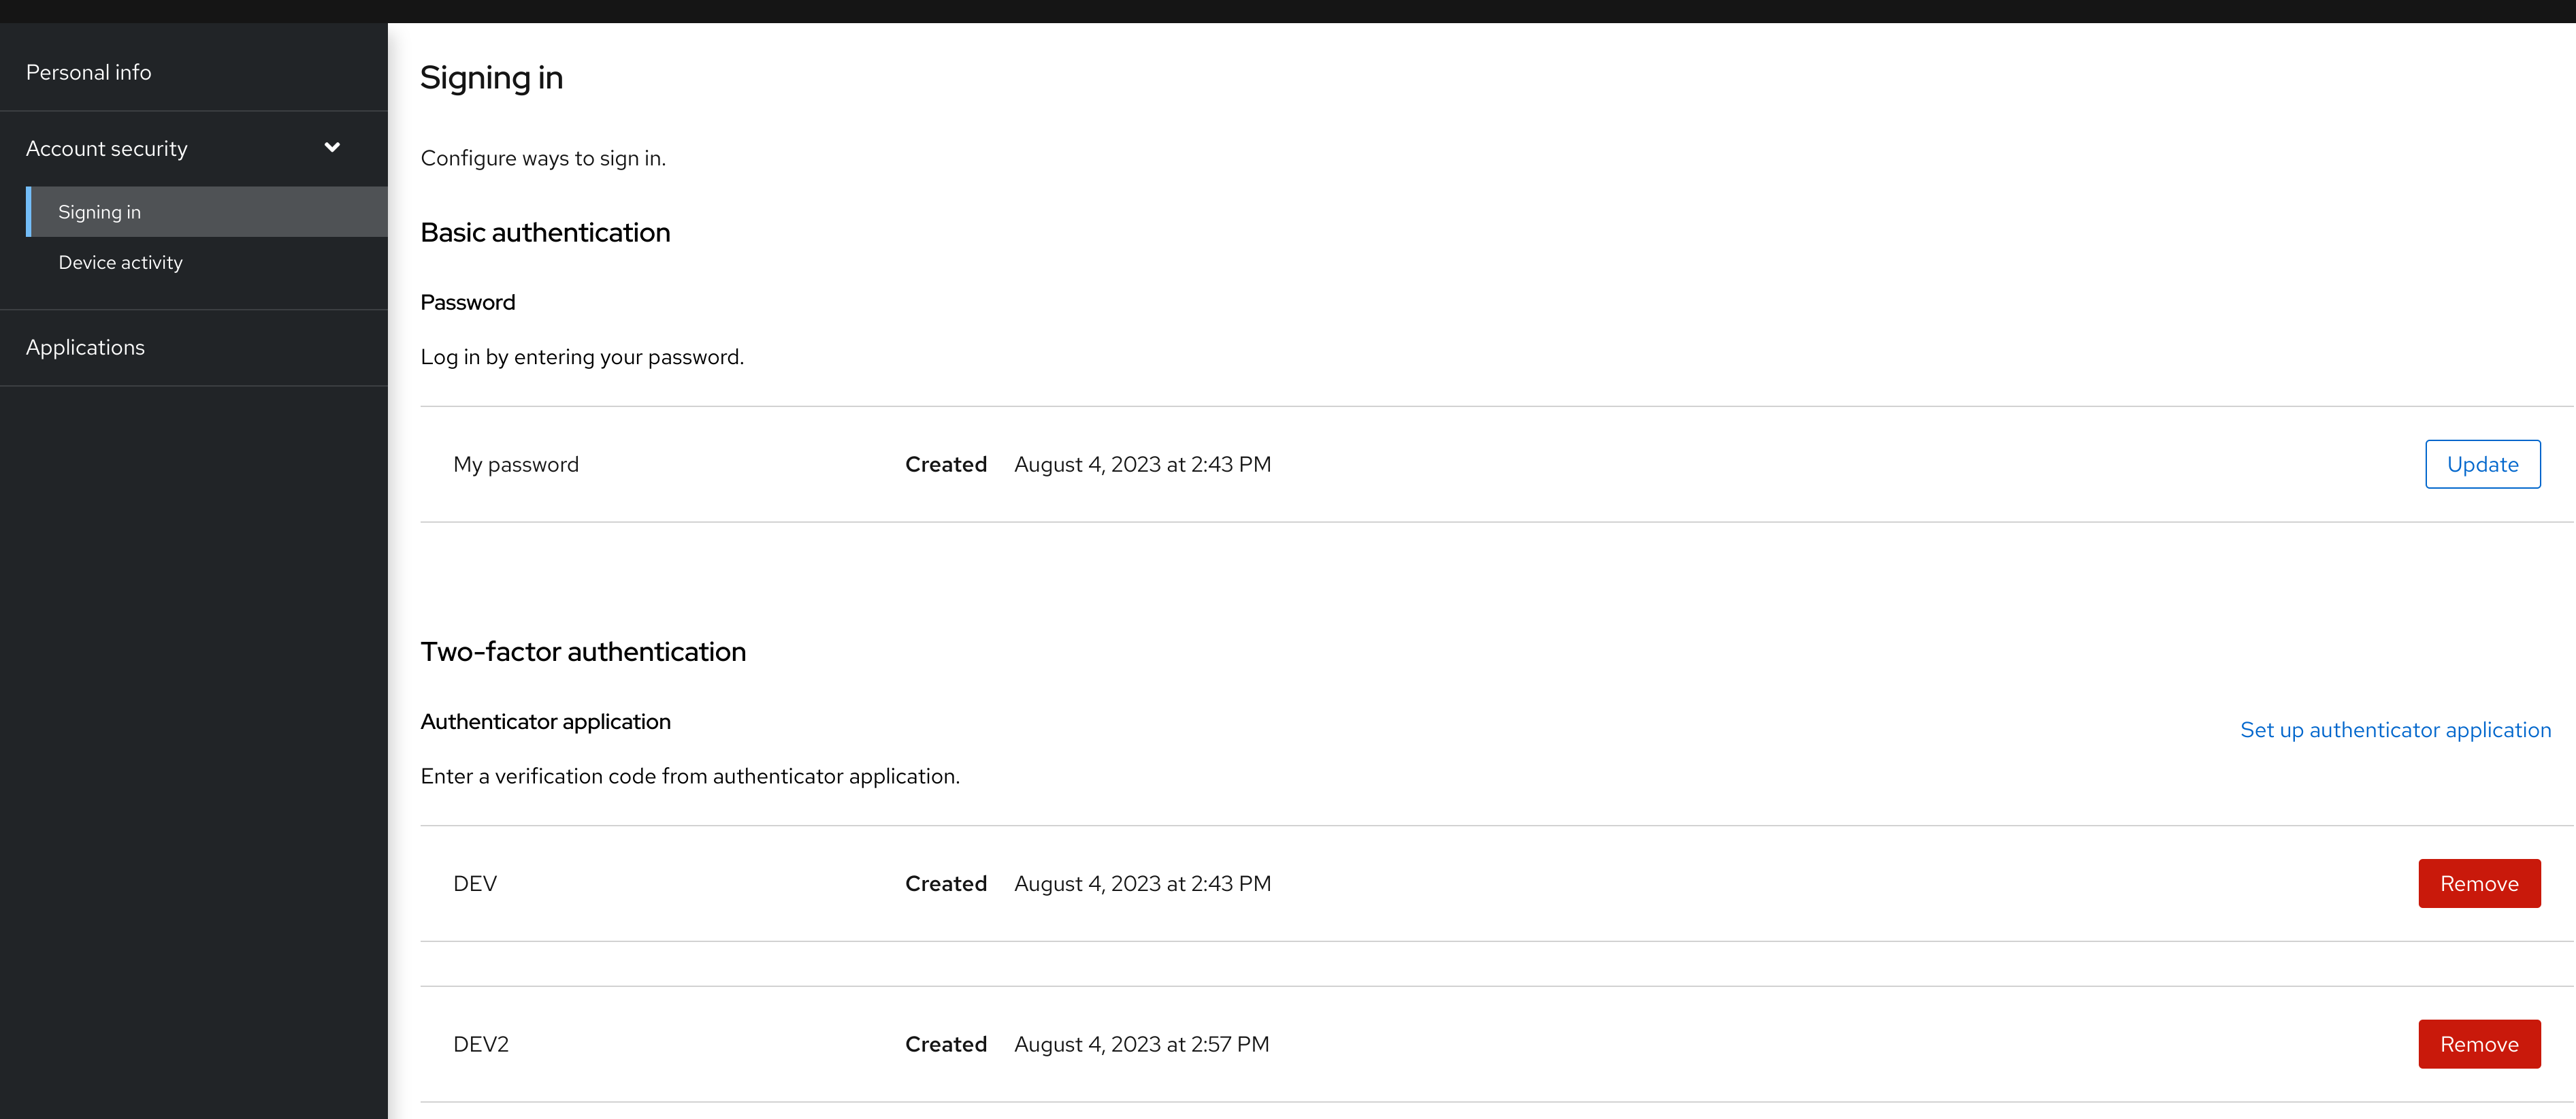 Personal info
Account security
Signing in
Device activity
Applications
Signing in
Configure ways to sign in.
Basic authentication
Password
Log in by entering your password.
My password Created August 4, 2023 at 2:43 PM Update
Two-factor authentication
Authenticator application
Set up authenticator application
Enter a verification code from authenticator application.
DEV Created August 4, 2023 at 2:43 PM Remove
DEV2 Created August 4, 2023 at 2:57 PM Remove